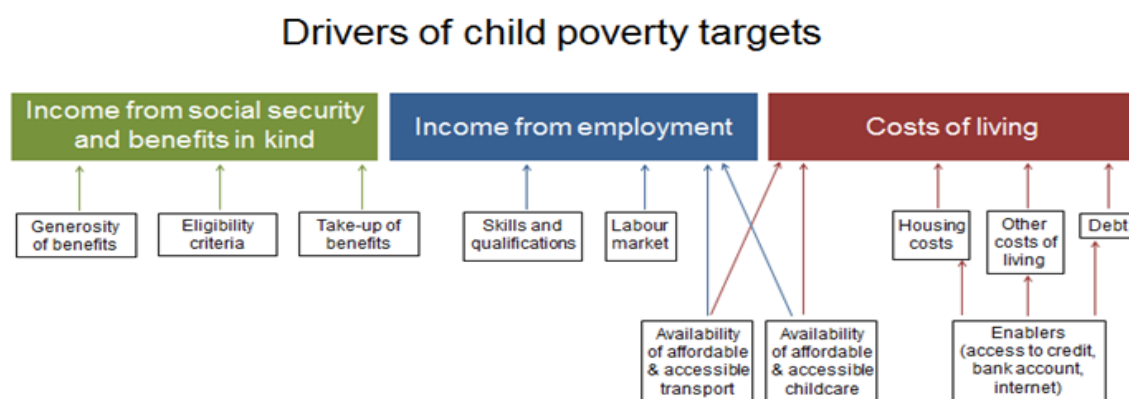 Drivers of child poverty targets
Income from social security
and benefits in kind
Income from employment
Costs of living
Generosity
of benefits
Eligibility
criteria
Take-up of
benefits
Skills and
qualifications
Labour
market
Housing
costs
Other
costs of
living
Debt
Availability
of affordable
& accessible
transport
Availability
of affordable
& accessible
childcare
Enablers
(access to credit,
bank account,
internet)